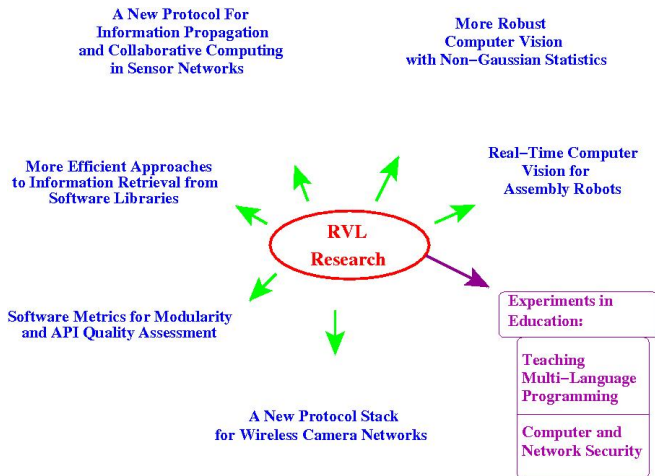 A New Protocol For
Information Propagation
and Collaborative Computing
in Sensor Networks
More Robust
Computer Vision
with Non−Gaussian Statistics
More Efficient Approaches
to Information Retrieval from
Software Libraries
Real−Time Computer
Vision for
Assembly Robots
RVL
Research
Software Metrics for Modularity
and API Quality Assessment
Experiments in
Education:
Teaching
Multi−Language
Programming
Computer and
Network Security
A New Protocol Stack
for Wireless Camera Networks